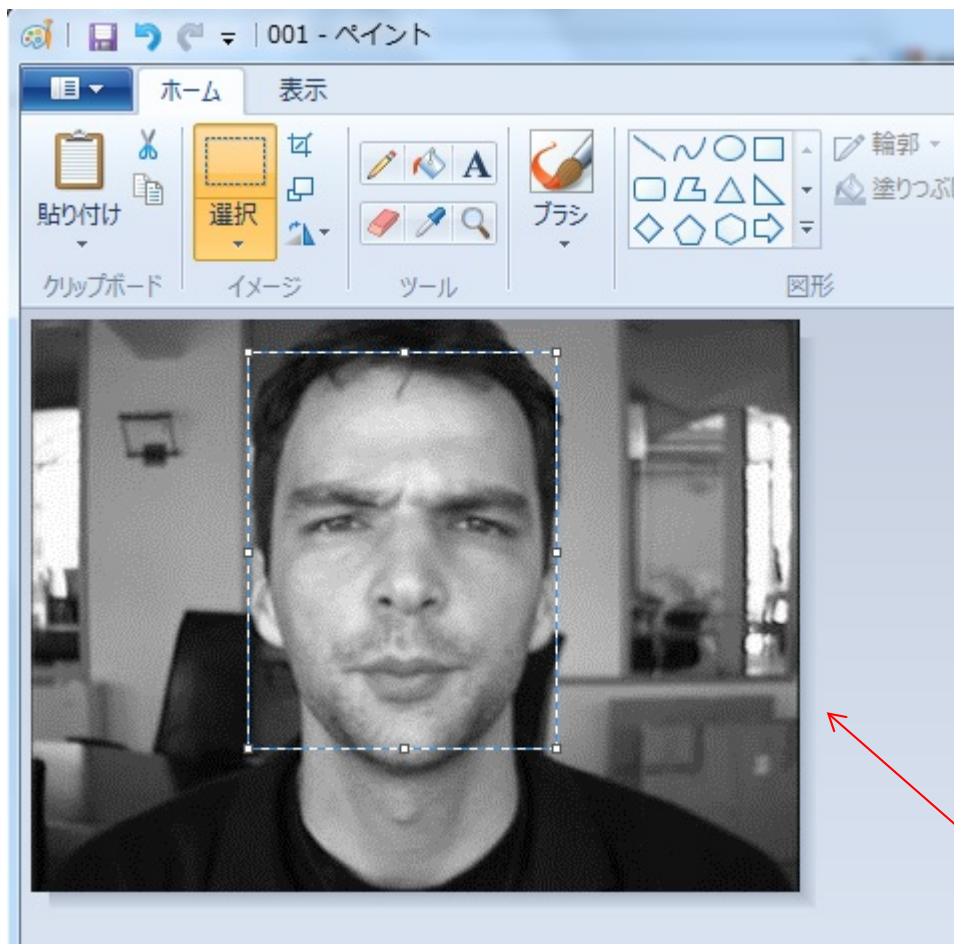 001 - ペイント
ホーム 表示
輪郭
貼り付け 選択 A ブラシ 塗りつぶ
クリップボード イメージ ツール 図形